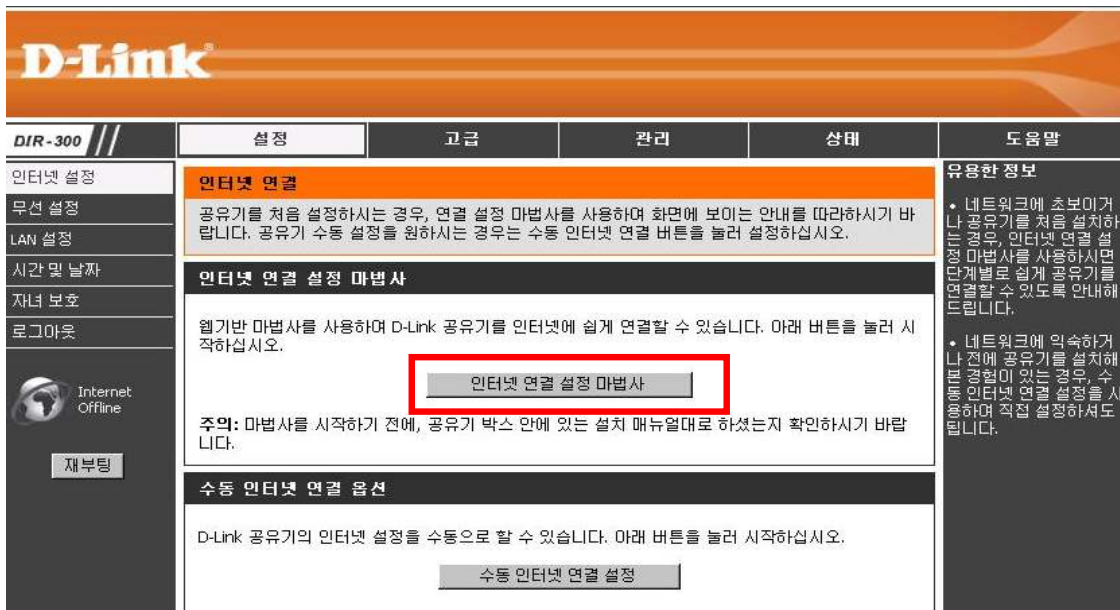 D-Link
DIR-300
설정
고급
관리
상태
도움말
인터넷 설정
무선 설정
LAN 설정
시간 및 날짜
자녀 보호
로그아웃
Internet
Offline
재부팅
인터넷 연결
공유기를 처음 설정하시는 경우, 연결 설정 마법사를 사용하여 화면에 보이는 안내를 따라하시기 바
랍니다. 공유기 수동 설정을 원하시는 경우는 수동 인터넷 연결 버튼을 눌러 설정하십시오.
인터넷 연결 설정 마법사
웹기반 마법사를 사용하여 D-Link 공유기를 인터넷에 쉽게 연결할 수 있습니다. 아래 버튼을 눌러 시
작하십시오.
인터넷 연결 설정 마법사
주의: 마법사를 시작하기 전에, 공유기 박스 안에 있는 설치 매뉴얼대로 하셨는지 확인하시기 바랍
니다.
수동 인터넷 연결 옵션
D-Link 공유기의 인터넷 설정을 수동으로 할 수 있습니다. 아래 버튼을 눌러 시작하십시오.
수동 인터넷 연결 설정
유용한 정보
• 네트워크에 초보이거
나 공유기를 처음 설치하
는 경우, 인터넷 연결 설
정 마법사를 사용하시면
단계별로 쉽게 공유기를
연결할 수 있도록 안내해
드립니다.
• 네트워크에 익숙하거
나 전에 공유기를 설치해
본 경험이 있는 경우, 수
동 인터넷 연결 설정을 사
용하여 직접 설정하셔도
됩니다.